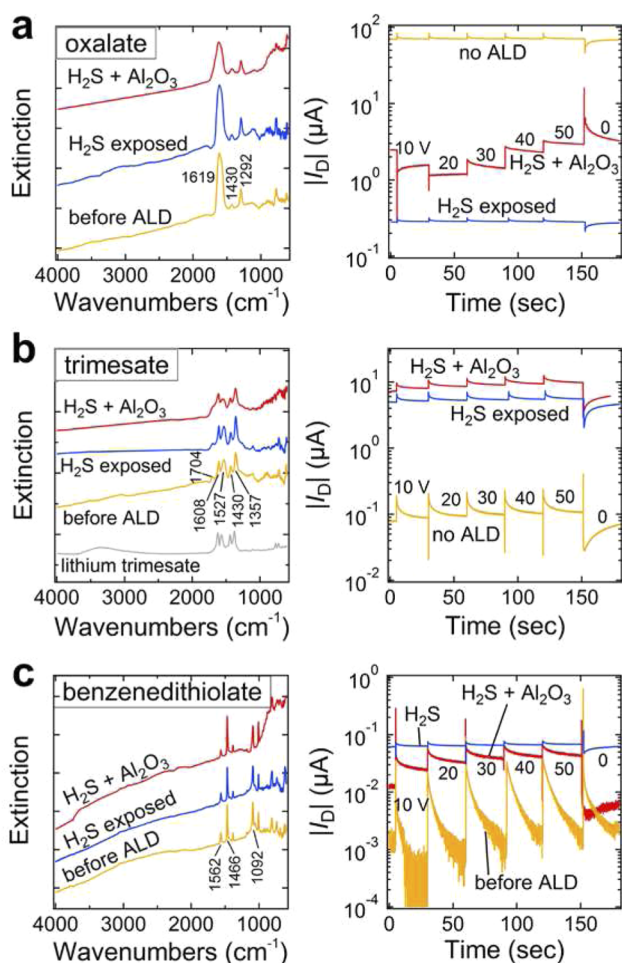 a
oxalate
H2S + Al2O3
H2S exposed
before ALD
1619
1430
1292
Extinction
4000 3000 2000 1000
Wavenumbers (cm-1)
10^2
10^1
10^0
10^-1
|ID| (µA)
no ALD
10 V
20
30
40
50
0
H2S + Al2O3
H2S exposed
0 50 100 150
Time (sec)
b
trimesate
H2S + Al2O3
H2S exposed
before ALD
1704
1608
1527
1430
1357
lithium trimesate
Extinction
4000 3000 2000 1000
Wavenumbers (cm-1)
10^1
10^0
10^-1
10^-2
|ID| (µA)
H2S + Al2O3
H2S exposed
10 V
20
30
40
50
0
no ALD
0 50 100 150
Time (sec)
c
benzenedithiolate
H2S + Al2O3
H2S exposed
before ALD
1562
1466
1092
Extinction
4000 3000 2000 1000
Wavenumbers (cm-1)
10^0
10^-1
10^-2
10^-3
10^-4
|ID| (µA)
H2S + Al2O3
H2S
10 V
20
30
40
50
0
before ALD
0 50 100 150
Time (sec)